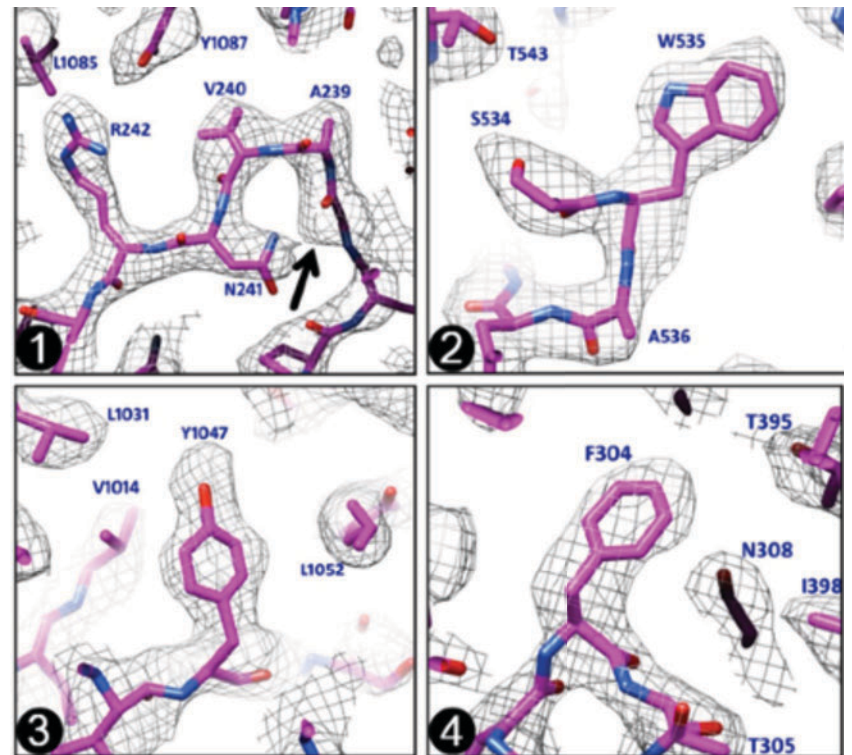 L1085
Y1087
V240
A239
R242
N241
1
T543
W535
S534
A536
2
L1031
Y1047
V1014
L1052
3
F304
T395
N308
I398
T305
4